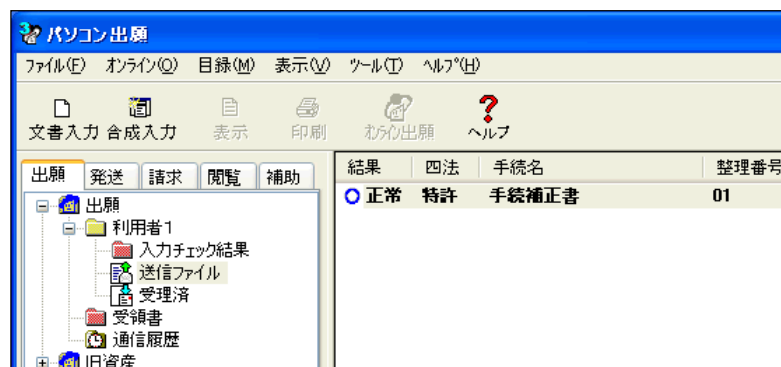 パソコン出願
ファイル(F) オンライン(O) 目録(M) 表示(V) ツール(T) ヘルプ(H)
文書入力 合成入力 表示 印刷 オンライン出願 ヘルプ
出願 発送 請求 閲覧 補助
結果 四法 手続名 整理番号
正常 特許 手続補正書 01
出願
利用者1
入力チェック結果
送信ファイル
受理済
受領書
通信履歴
旧資産